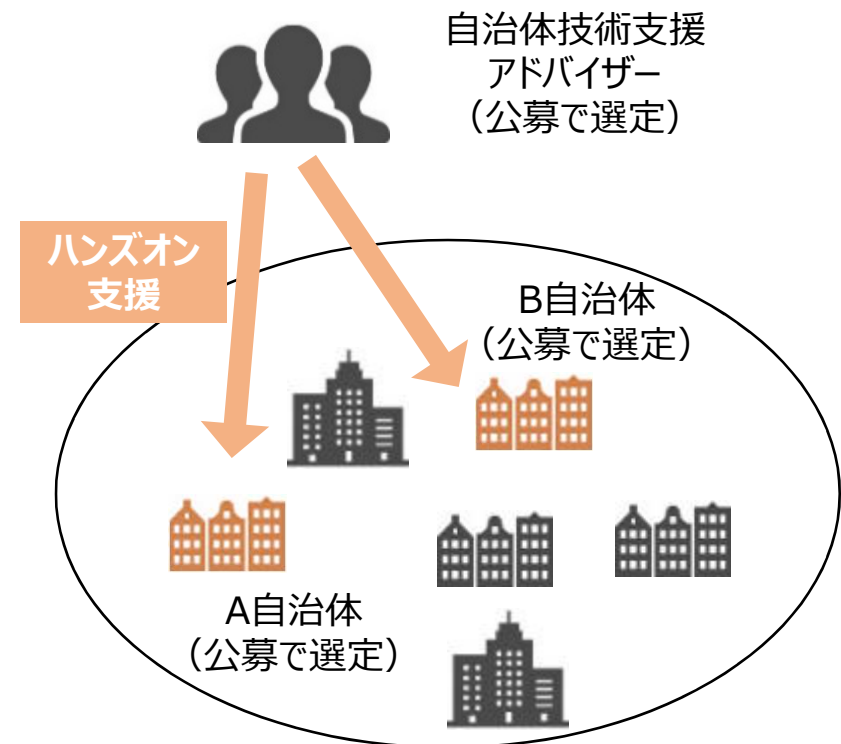 自治体技術支援
アドバイザー
（公募で選定）
ハンズオン
支援
B自治体
（公募で選定）
A自治体
（公募で選定）